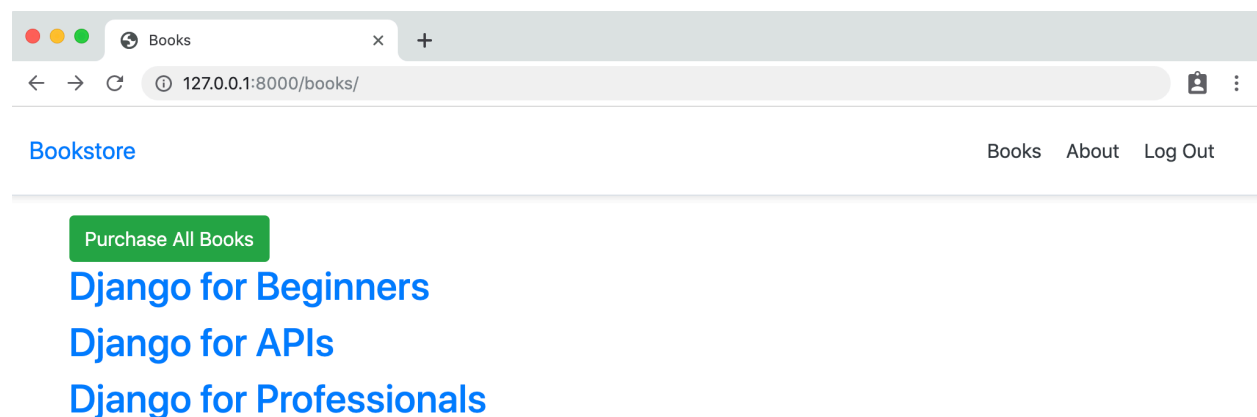 Books
127.0.0.1:8000/books/
Bookstore Books About Log Out
Purchase All Books
Django for Beginners
Django for APIs
Django for Professionals